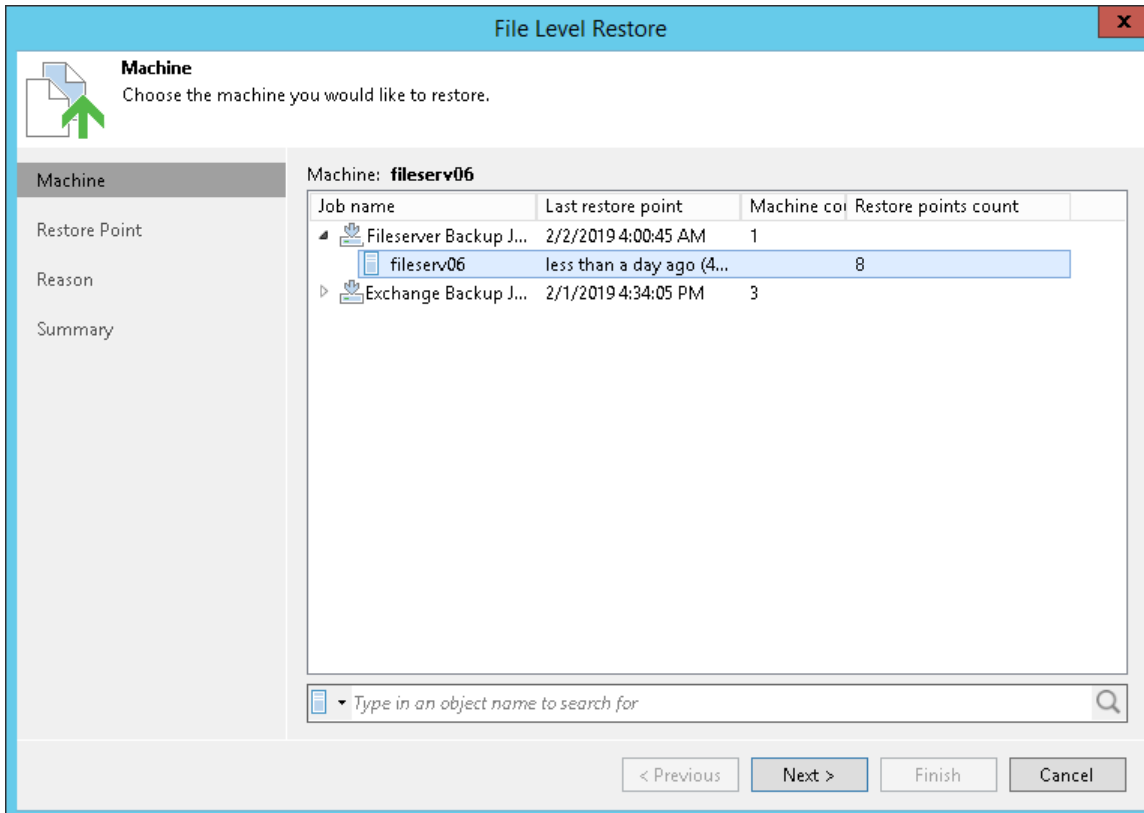 File Level Restore
x
Machine
Choose the machine you would like to restore.
Machine
Restore Point
Reason
Summary
Machine: fileserv06
Job name Last restore point Machine co Restore points count
Fileserver Backup J... 2/2/2019 4:00:45 AM 1
fileserv06 less than a day ago (4... 8
Exchange Backup J... 2/1/2019 4:34:05 PM 3
Type in an object name to search for
< Previous Next > Finish Cancel